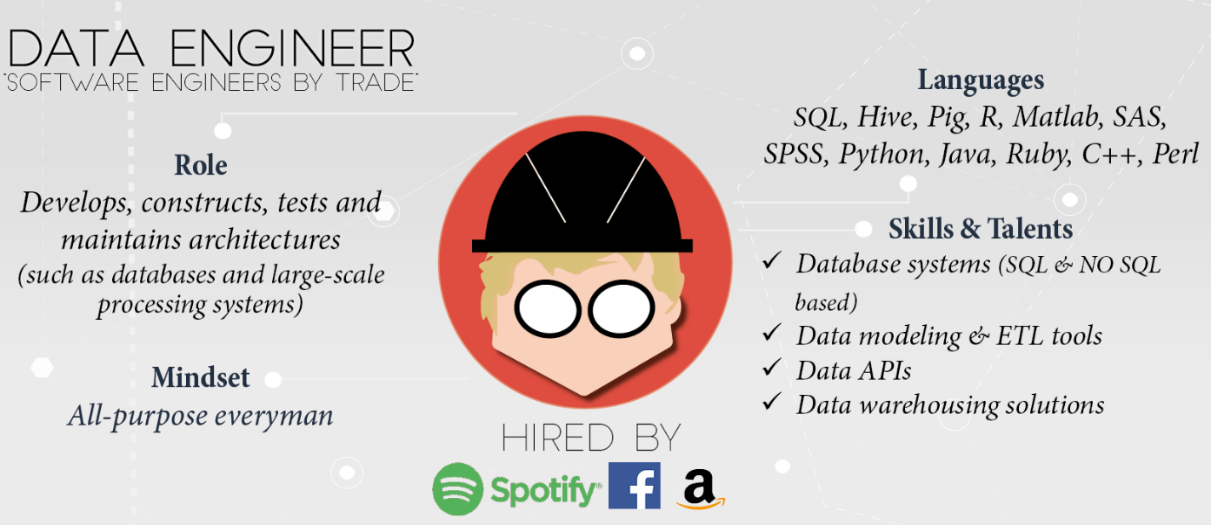 DATA ENGINEER
"SOFTWARE ENGINEERS BY TRADE"
Role
Develops, constructs, tests and
maintains architectures
(such as databases and large-scale
processing systems)
Mindset
All-purpose everyman
Languages
SQL, Hive, Pig, R, Matlab, SAS,
SPSS, Python, Java, Ruby, C++, Perl
Skills & Talents
✓ Database systems (SQL & NO SQL
based)
✓ Data modeling & ETL tools
✓ Data APIs
✓ Data warehousing solutions
HIRED BY
Spotify f a